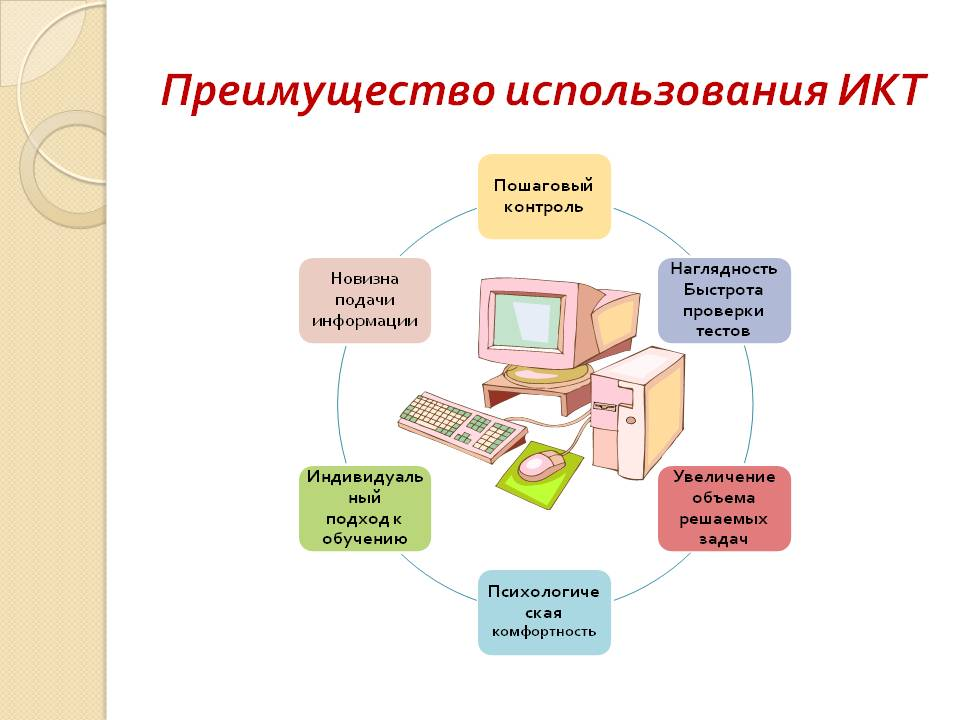 Преимущество использования ИКТ
Пошаговый
контроль
Наглядность
Быстрота
проверки
тестов
Увеличение
объема
решаемых
задач
Психологиче
ская
комфортность
Индивидуаль
ный
подход к
обучению
Новизна
подачи
информации